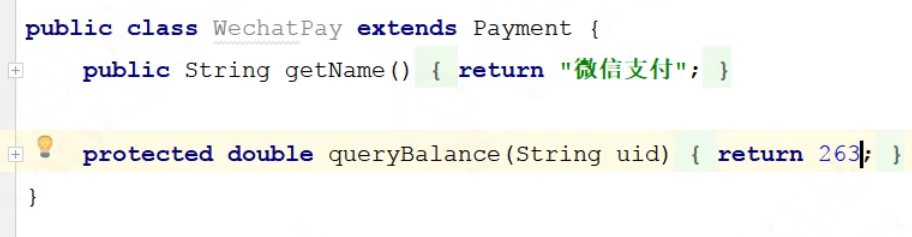 public class WechatPay extends Payment {
public String getName() { return "微信支付"; }
protected double queryBalance(String uid) { return 263; }
}